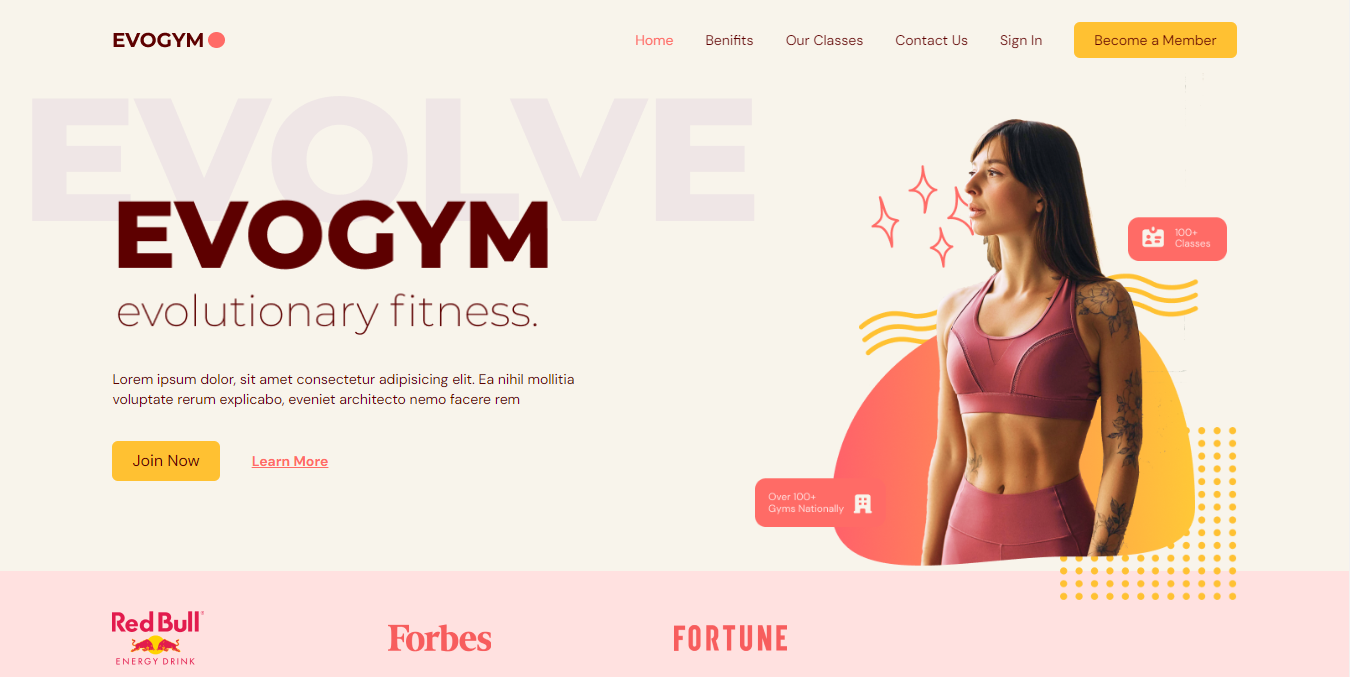 EVOGYM
Home
Benifits
Our Classes
Contact Us
Sign In
Become a Member
EVOLVE
EVOGYM
evolutionary fitness.
100+
Classes
Lorem ipsum dolor, sit amet consectetur adipisicing elit. Ea nihil mollitia
voluptate rerum explicabo, eveniet architecto nemo facere rem
Join Now
Learn More
Over 100+
Gyms Nationally
Red Bull®
ENERGY DRINK
Forbes
FORTUNE